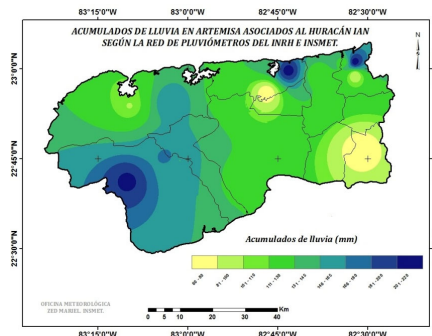 83°15'0"W 83°0'0"W 82°45'0"W 82°30'0"W
ACUMULADOS DE LLUVIA EN ARTEMISA ASOCIADOS AL HURACÁN IAN
SEGÚN LA RED DE PLUVIÓMETROS DEL INRH E INSMET.
N
23°0'0"N
22°45'0"N
22°30'0"N
Acumulados de lluvia (mm)
OFICINA METEOROLÓGICA
ZED MARIEL. INSMET.
0 5 10 20 30 40 Km
83°15'0"W 83°0'0"W 82°45'0"W 82°30'0"W